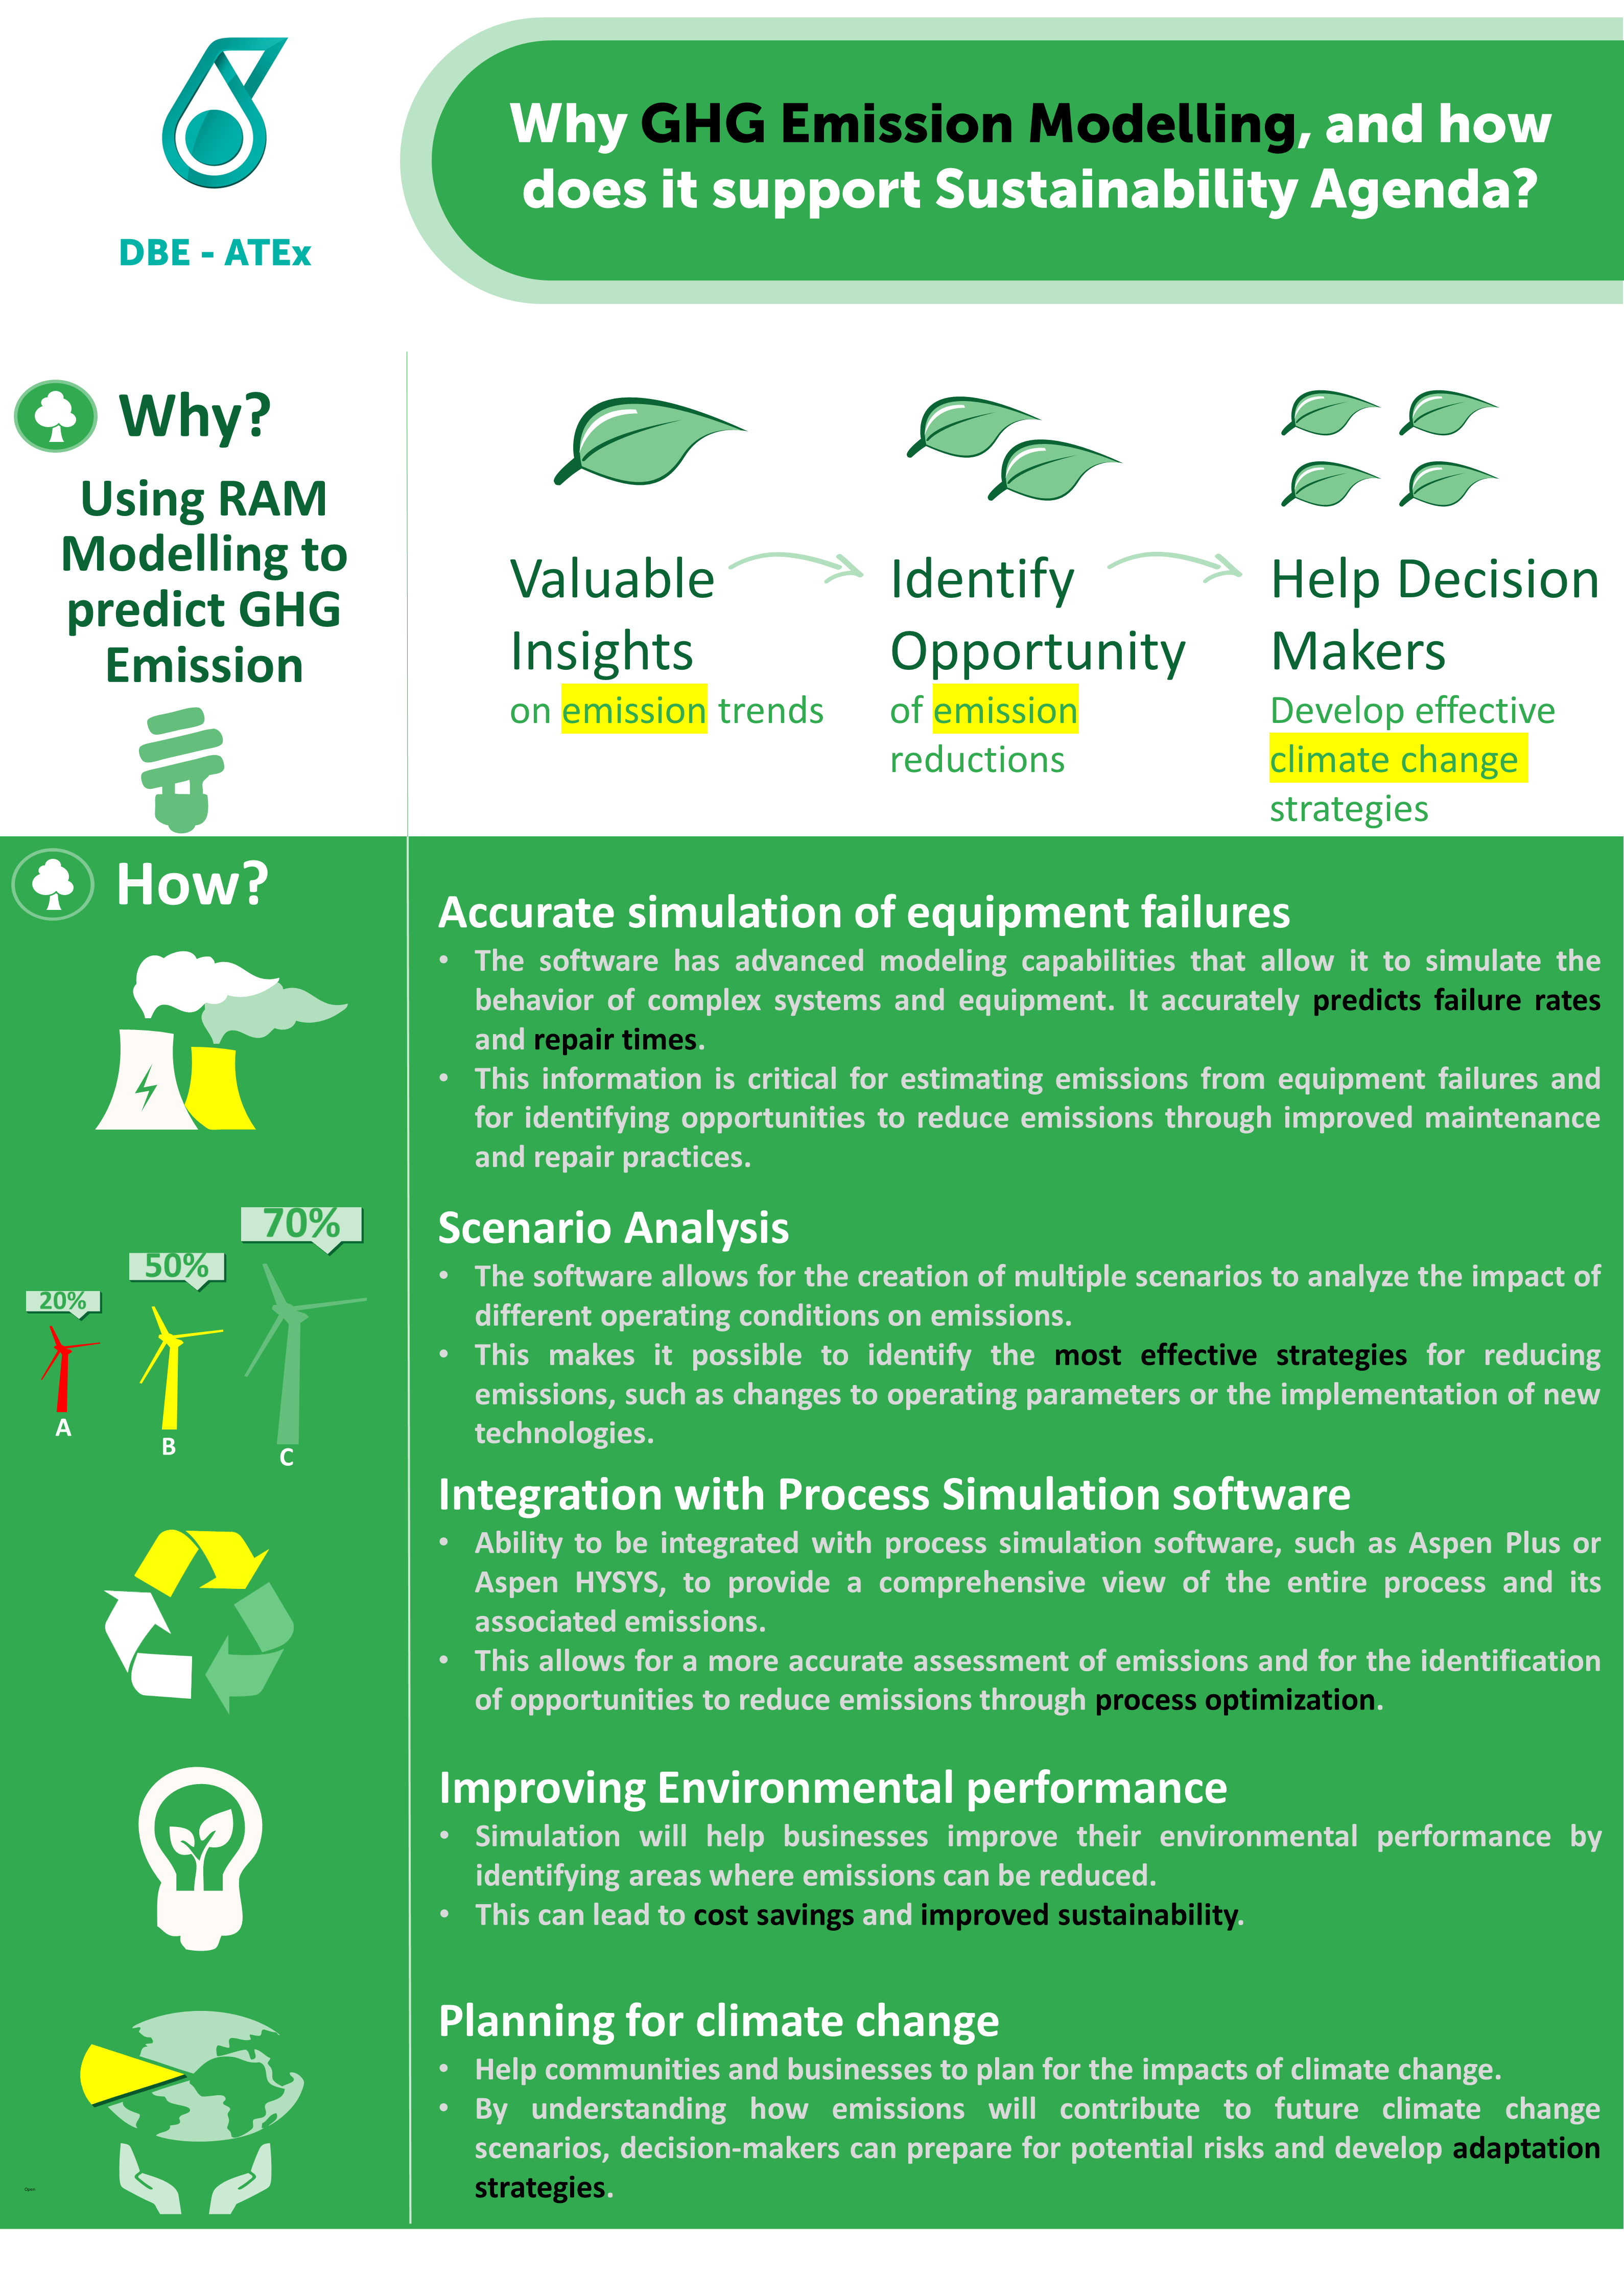 Why GHG Emission Modelling, and how
does it support Sustainability Agenda?
DBE - ATEx
Why?
Using RAM
Modelling to
predict GHG
Emission
Valuable
Insights
on emission trends
Identify
Opportunity
of emission
reductions
Help Decision
Makers
Develop effective
climate change
strategies
How?
Accurate simulation of equipment failures
• The software has advanced modeling capabilities that allow it to simulate the
behavior of complex systems and equipment. It accurately predicts failure rates
and repair times.
• This information is critical for estimating emissions from equipment failures and
for identifying opportunities to reduce emissions through improved maintenance
and repair practices.
70%
50%
20%
A
B
C
Scenario Analysis
• The software allows for the creation of multiple scenarios to analyze the impact of
different operating conditions on emissions.
• This makes it possible to identify the most effective strategies for reducing
emissions, such as changes to operating parameters or the implementation of new
technologies.
Integration with Process Simulation software
• Ability to be integrated with process simulation software, such as Aspen Plus or
Aspen HYSYS, to provide a comprehensive view of the entire process and its
associated emissions.
• This allows for a more accurate assessment of emissions and for the identification
of opportunities to reduce emissions through process optimization.
Improving Environmental performance
• Simulation will help businesses improve their environmental performance by
identifying areas where emissions can be reduced.
• This can lead to cost savings and improved sustainability.
Planning for climate change
• Help communities and businesses to plan for the impacts of climate change.
• By understanding how emissions will contribute to future climate change
scenarios, decision-makers can prepare for potential risks and develop adaptation
strategies.
Open